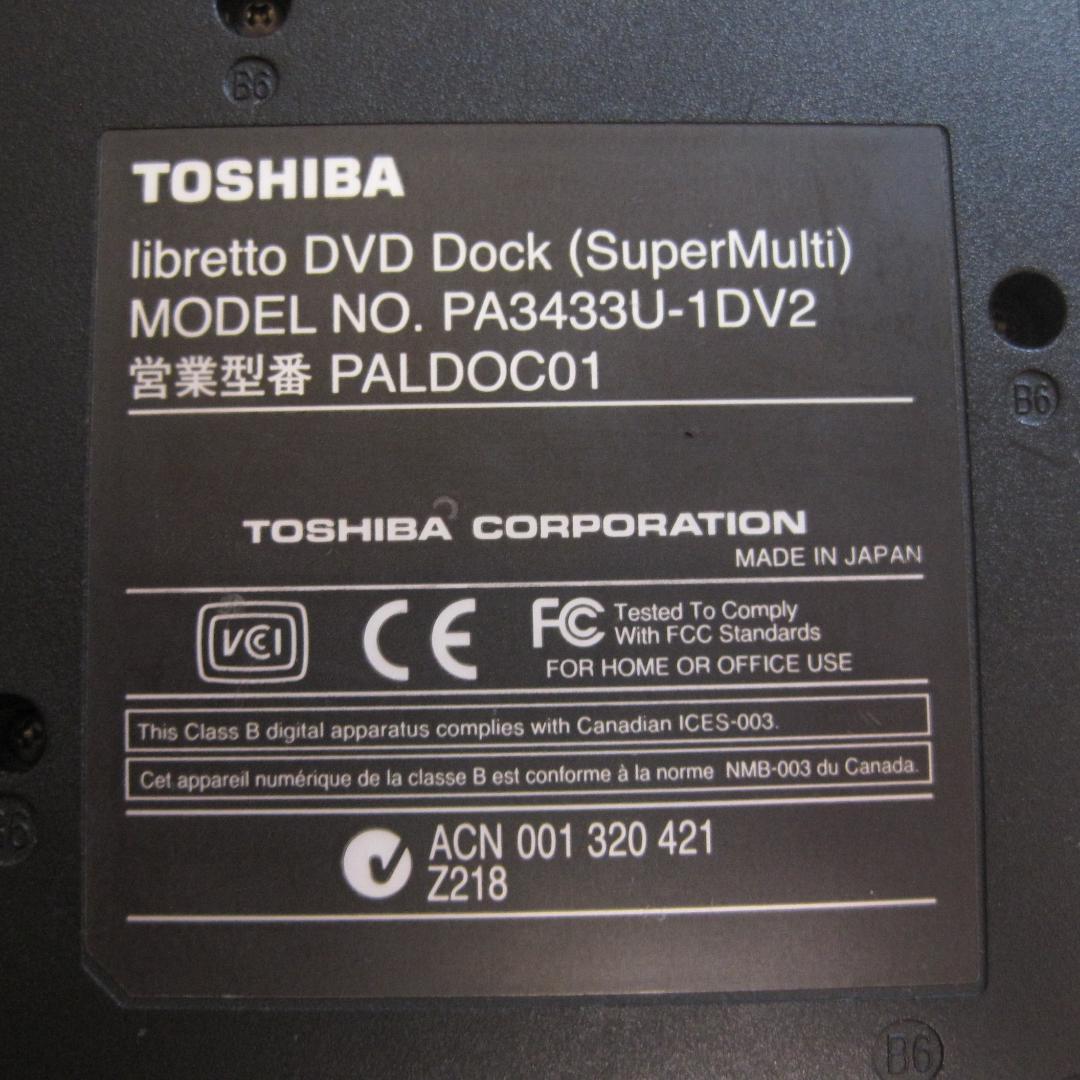 B6
TOSHIBA
libretto DVD Dock (SuperMulti)
MODEL NO. PA3433U-1DV2
営業型番 PALDOC01
B6
TOSHIBA CORPORATION
MADE IN JAPAN
VCI
CE
FC Tested To Comply
With FCC Standards
FOR HOME OR OFFICE USE
This Class B digital apparatus complies with Canadian ICES-003.
Cet appareil numérique de la classe B est conforme à la norme NMB-003 du Canada.
B6
ACN 001 320 421
Z218
B6